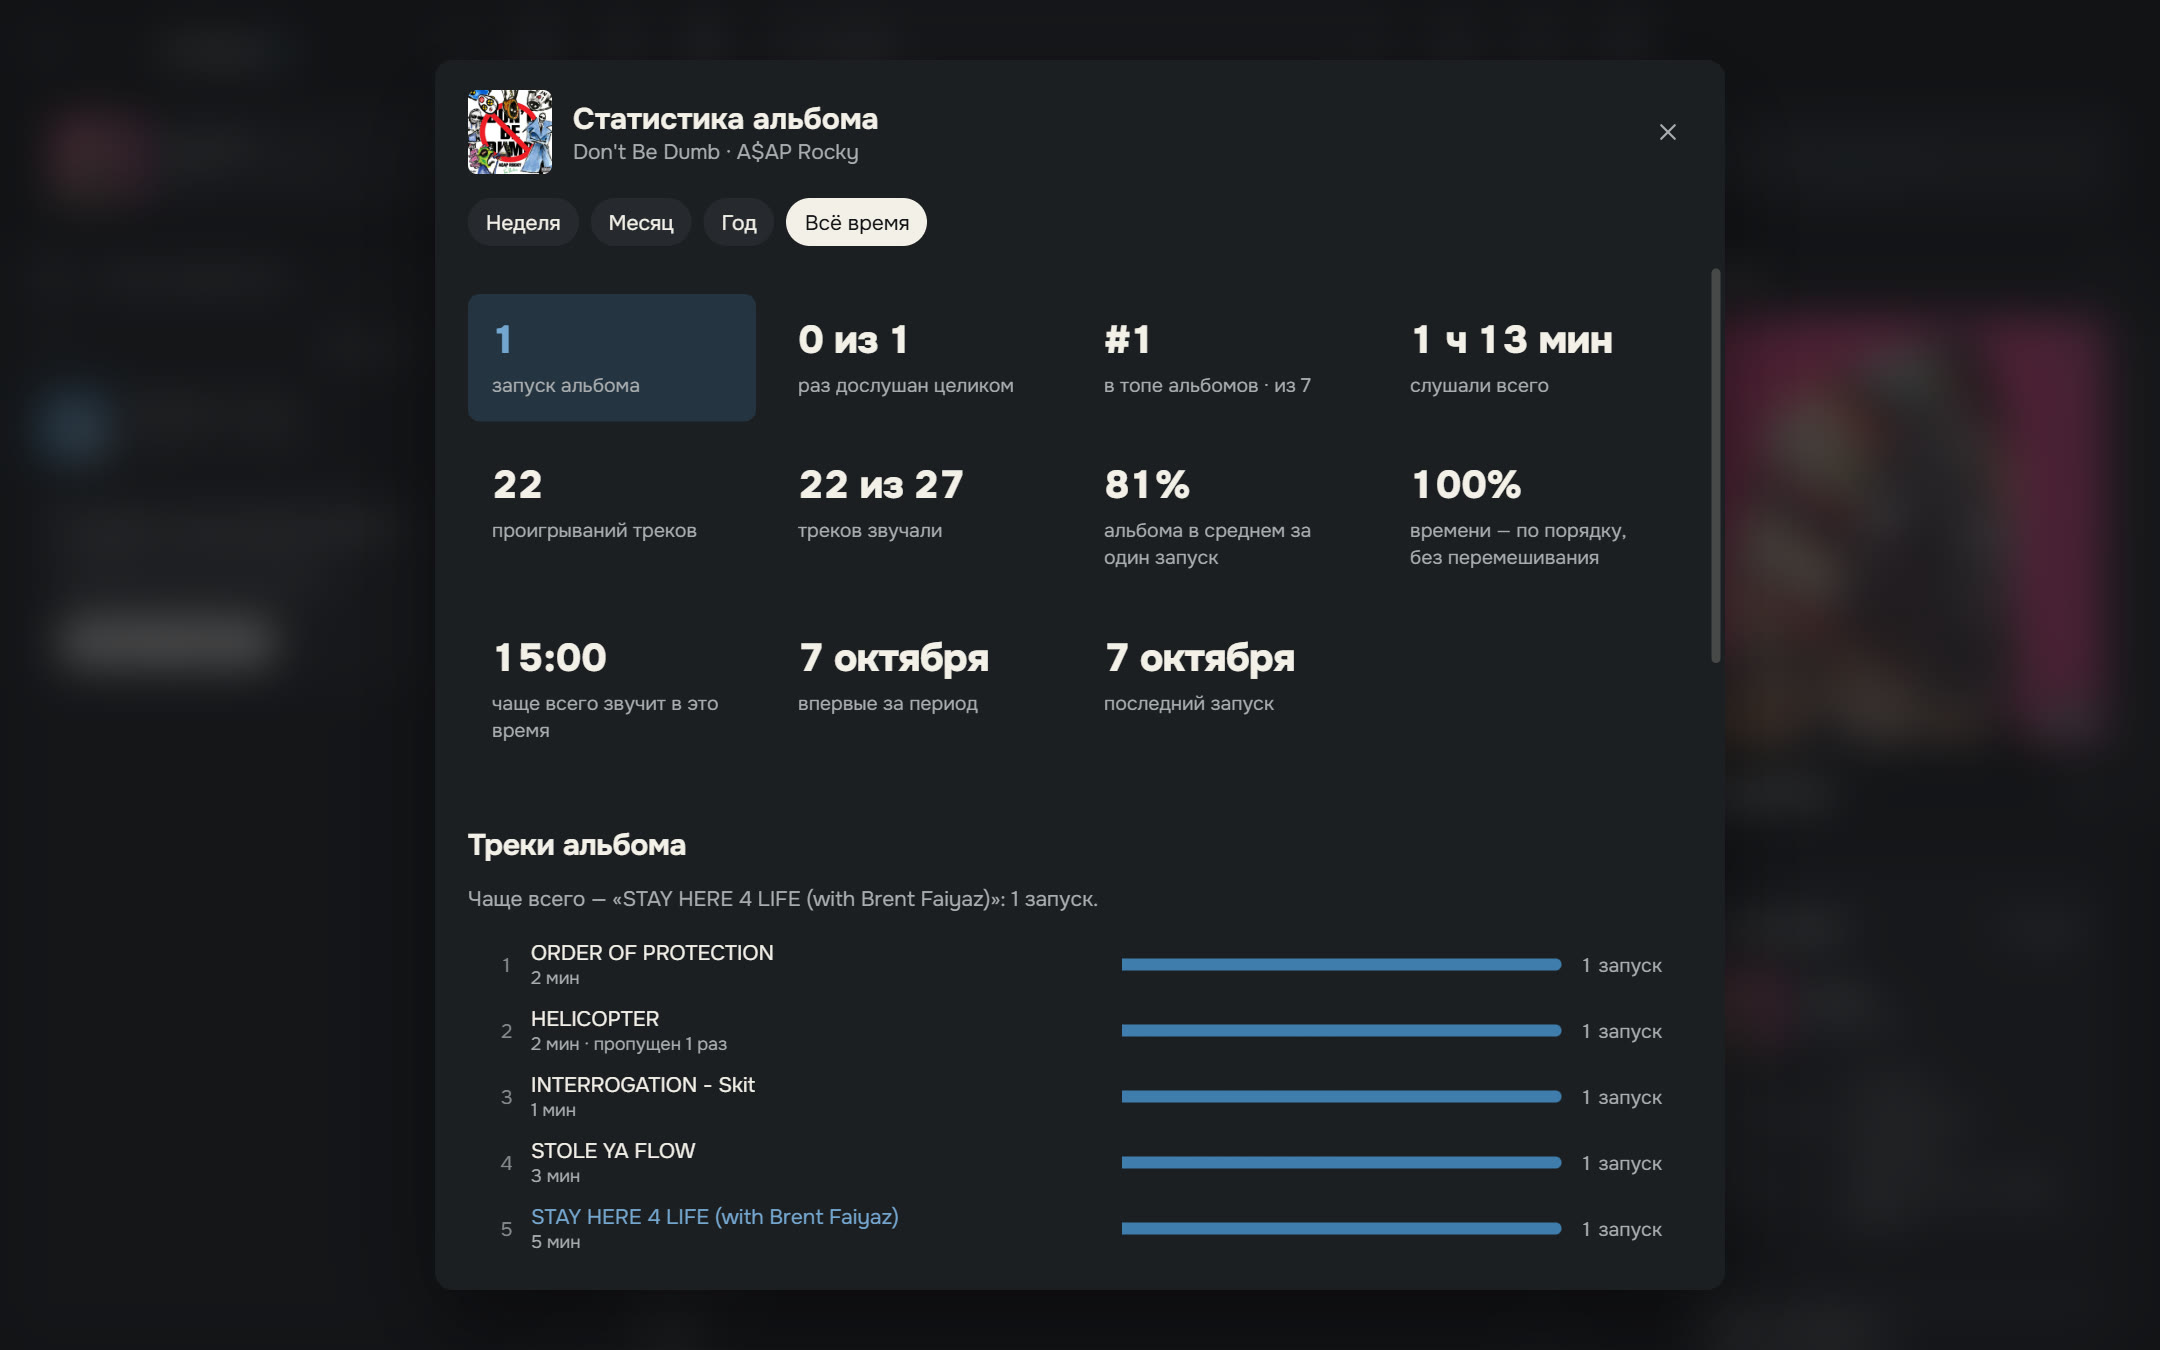 DON'T
BE
DUMB
Статистика альбома
Don't Be Dumb · A$AP Rocky
Неделя
Месяц
Год
Всё время
1
запуск альбома
0 из 1
раз дослушан целиком
#1
в топе альбомов · из 7
1 ч 13 мин
слушали всего
22
проигрываний треков
22 из 27
треков звучали
81%
альбома в среднем за
один запуск
100%
времени — по порядку,
без перемешивания
15:00
чаще всего звучит в это
время
7 октября
впервые за период
7 октября
последний запуск
Треки альбома
Чаще всего — «STAY HERE 4 LIFE (with Brent Faiyaz)»: 1 запуск.
1 ORDER OF PROTECTION 1 запуск
2 мин
2 HELICOPTER 1 запуск
2 мин · пропущен 1 раз
3 INTERROGATION - Skit 1 запуск
1 мин
4 STOLE YA FLOW 1 запуск
3 мин
5 STAY HERE 4 LIFE (with Brent Faiyaz) 1 запуск
5 мин